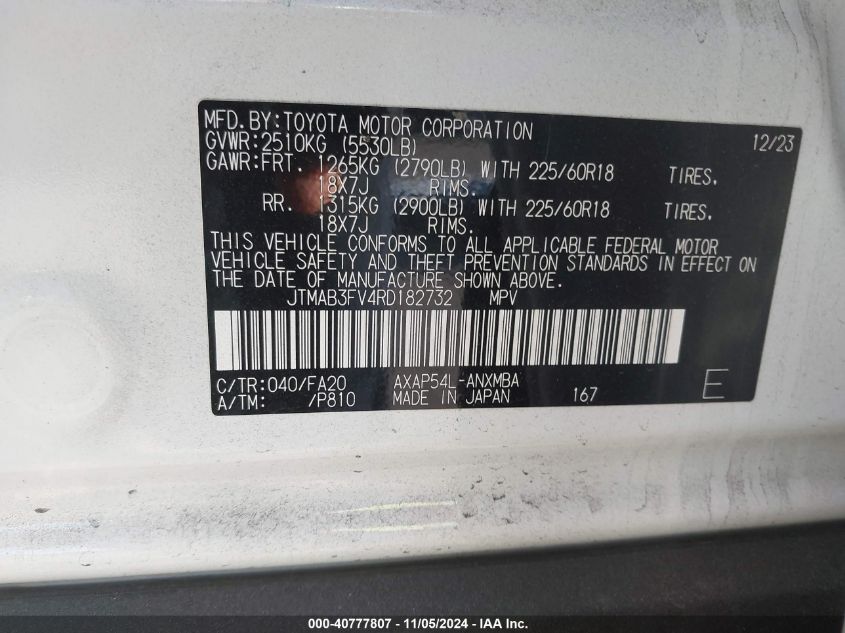 MFD.BY:TOYOTA MOTOR CORPORATION 12/23
GVWR:2510KG (5530LB)
GAWR:FRT. 1265KG (2790LB) WITH 225/60R18 TIRES.
18X7J RIMS.
RR. 1315KG (2900LB) WITH 225/60R18 TIRES.
18X7J RIMS.
THIS VEHICLE CONFORMS TO ALL APPLICABLE FEDERAL MOTOR
VEHICLE SAFETY AND THEFT PREVENTION STANDARDS IN EFFECT ON
THE DATE OF MANUFACTURE SHOWN ABOVE.
JTMAB3FV4RD182732 MPV
C/TR:040/FA20 AXAP54L-ANXMBA
A/TM: /P810 MADE IN JAPAN 167 E
000-40777807 - 11/05/2024 - IAA Inc.